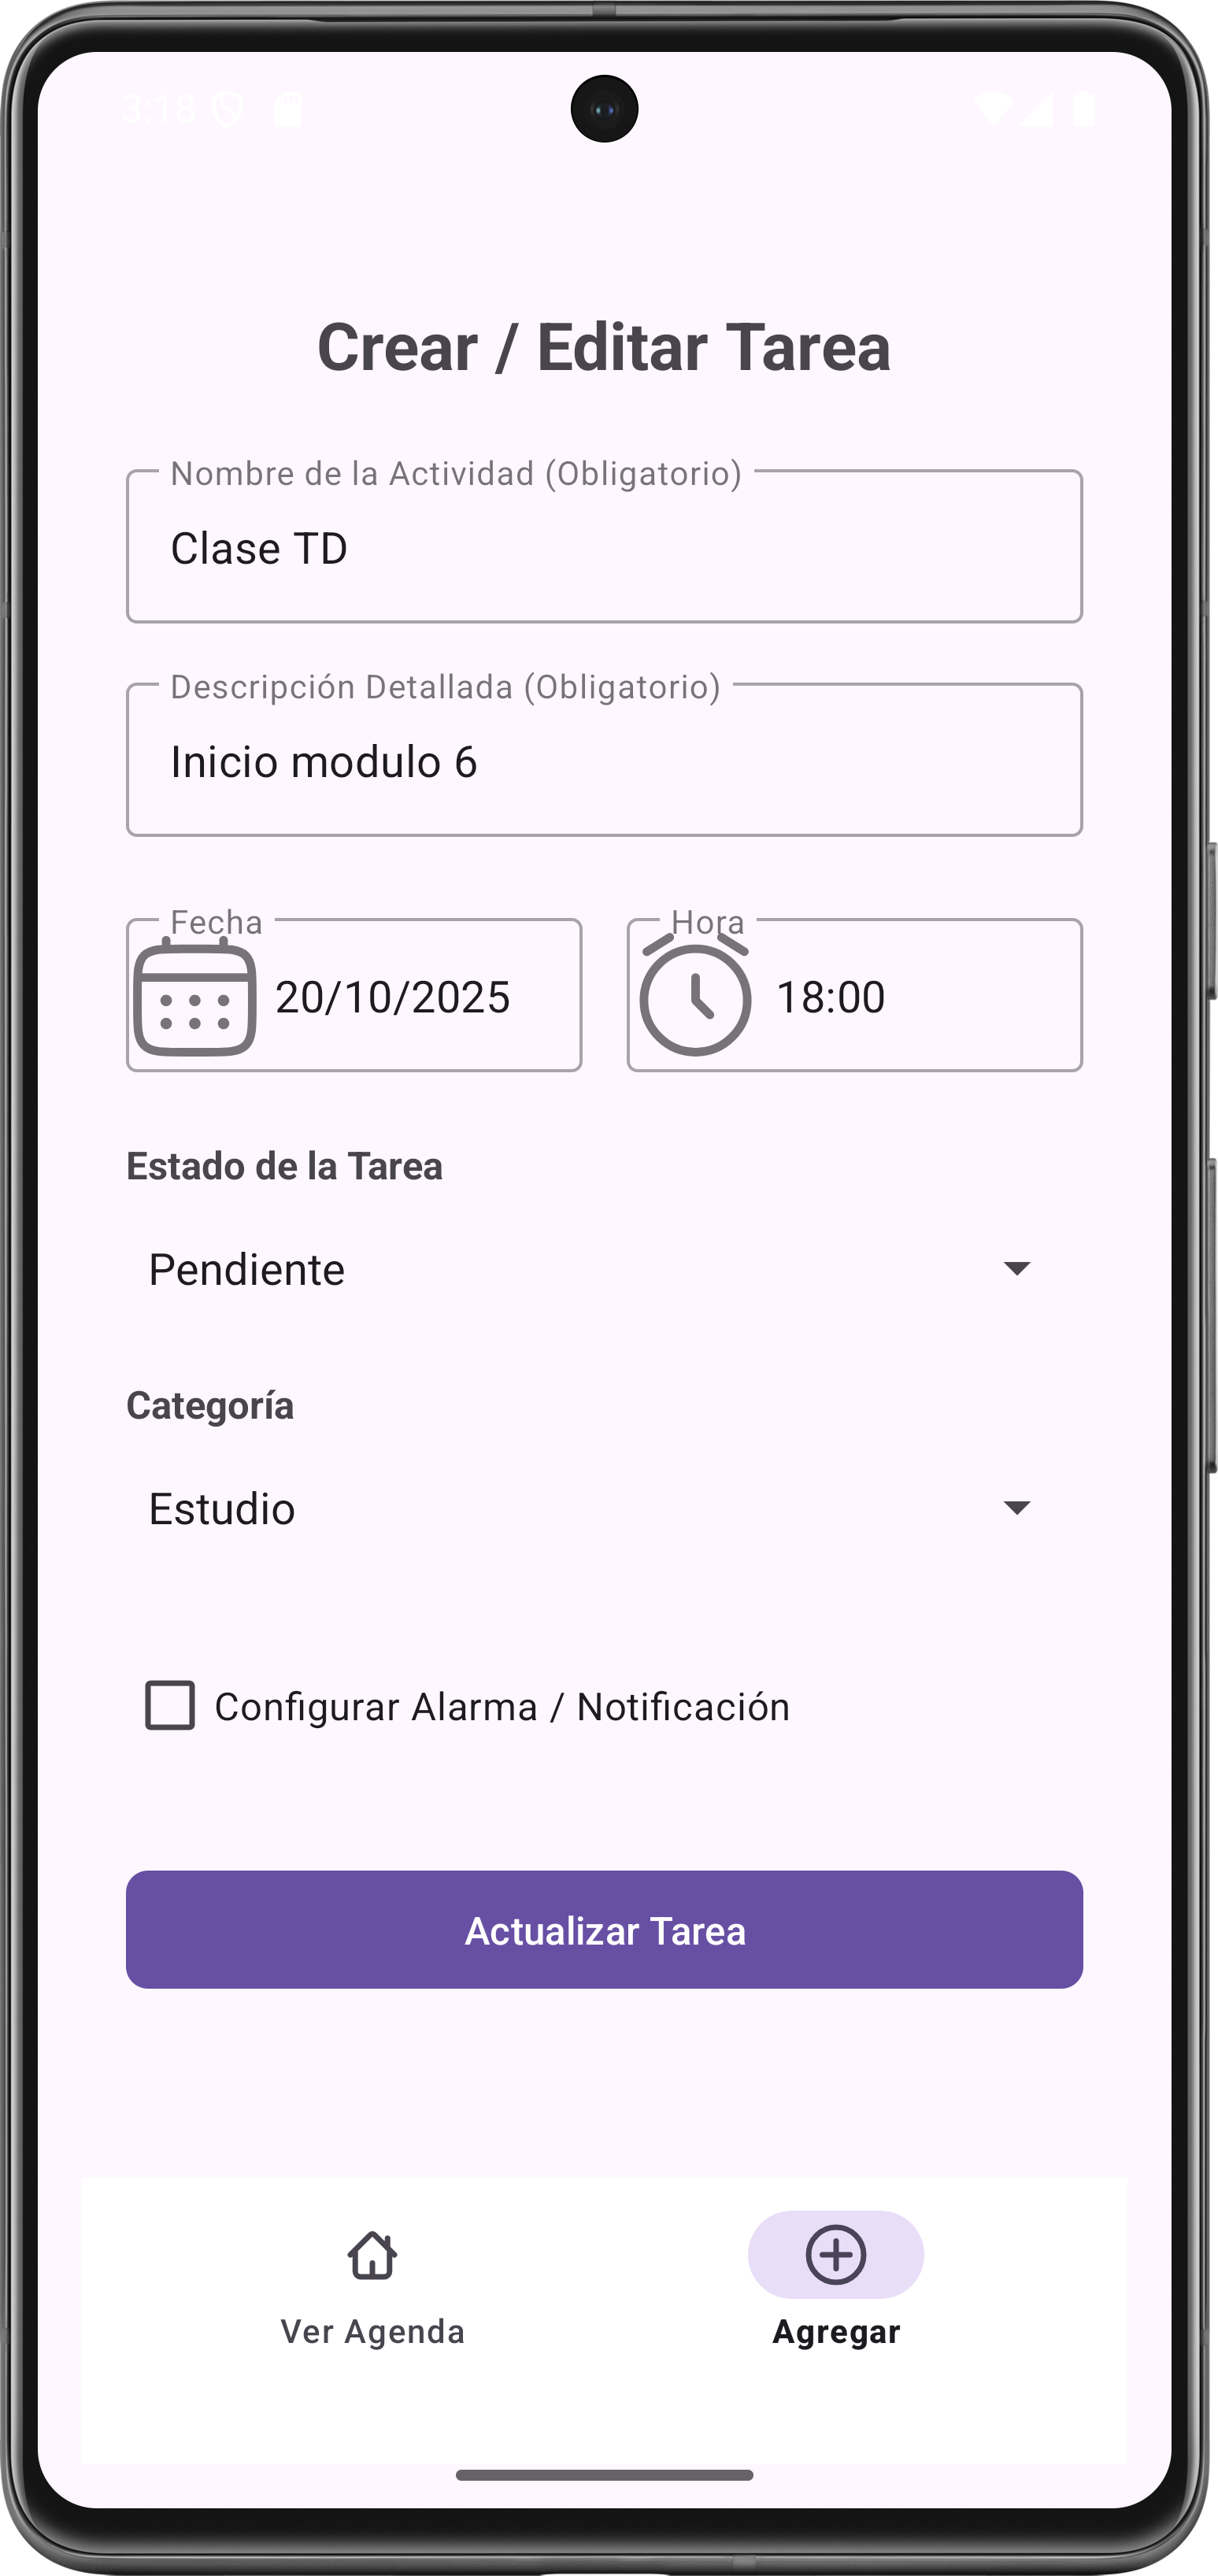 3:18
Crear / Editar Tarea
Nombre de la Actividad (Obligatorio)
Clase TD
Descripción Detallada (Obligatorio)
Inicio modulo 6
Fecha
20/10/2025
Hora
18:00
Estado de la Tarea
Pendiente
Categoría
Estudio
Configurar Alarma / Notificación
Actualizar Tarea
Ver Agenda
Agregar